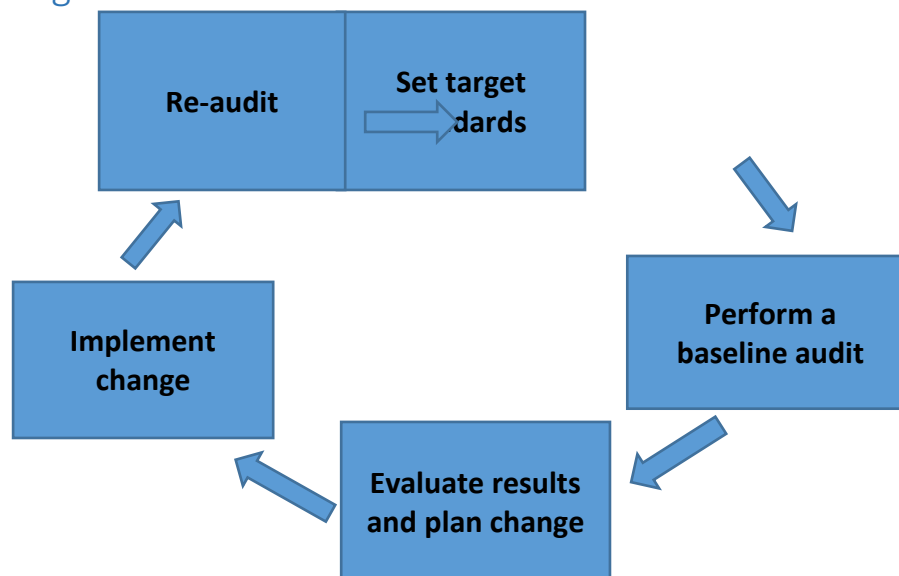 Re-audit
Set target
dards
Perform a
baseline audit
Implement
change
Evaluate results
and plan change